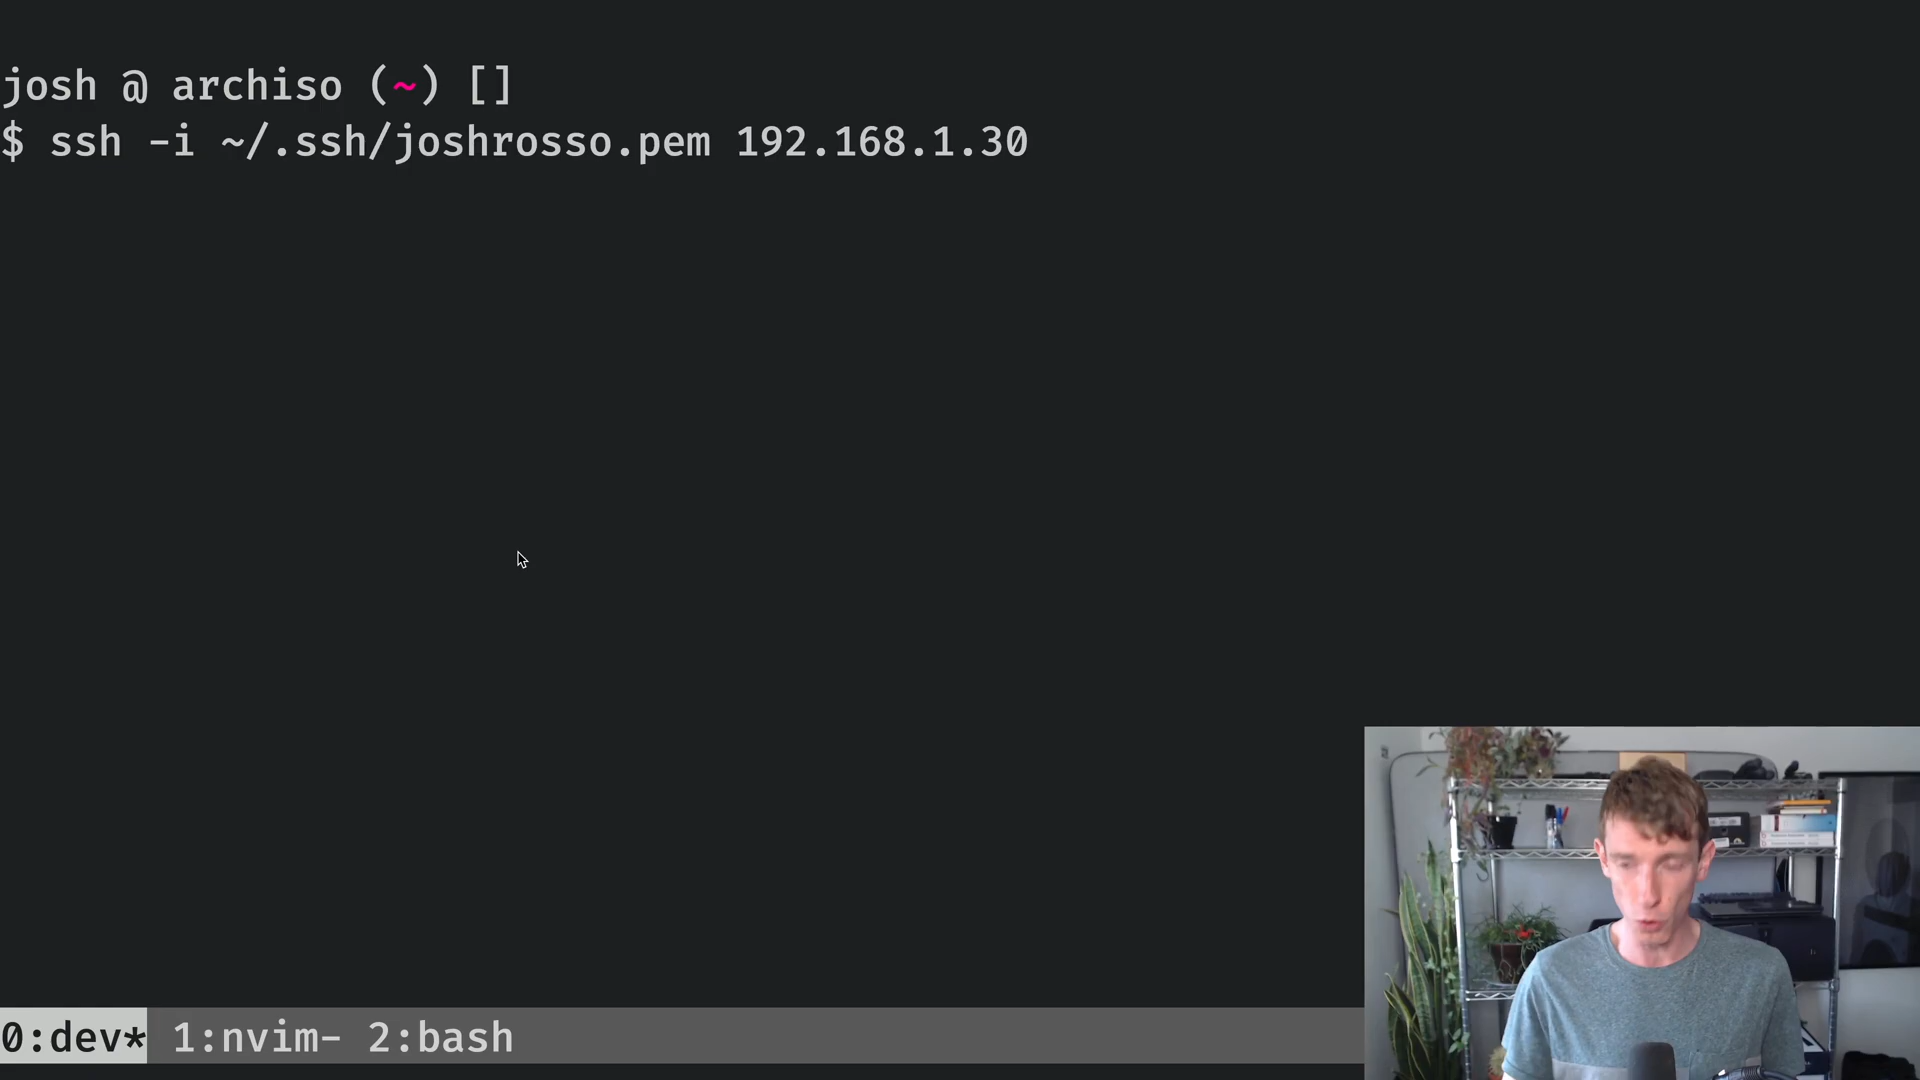 josh @ archiso (~) []
$ ssh -i ~/.ssh/joshrosso.pem 192.168.1.30
0:dev* 1:nvim- 2:bash